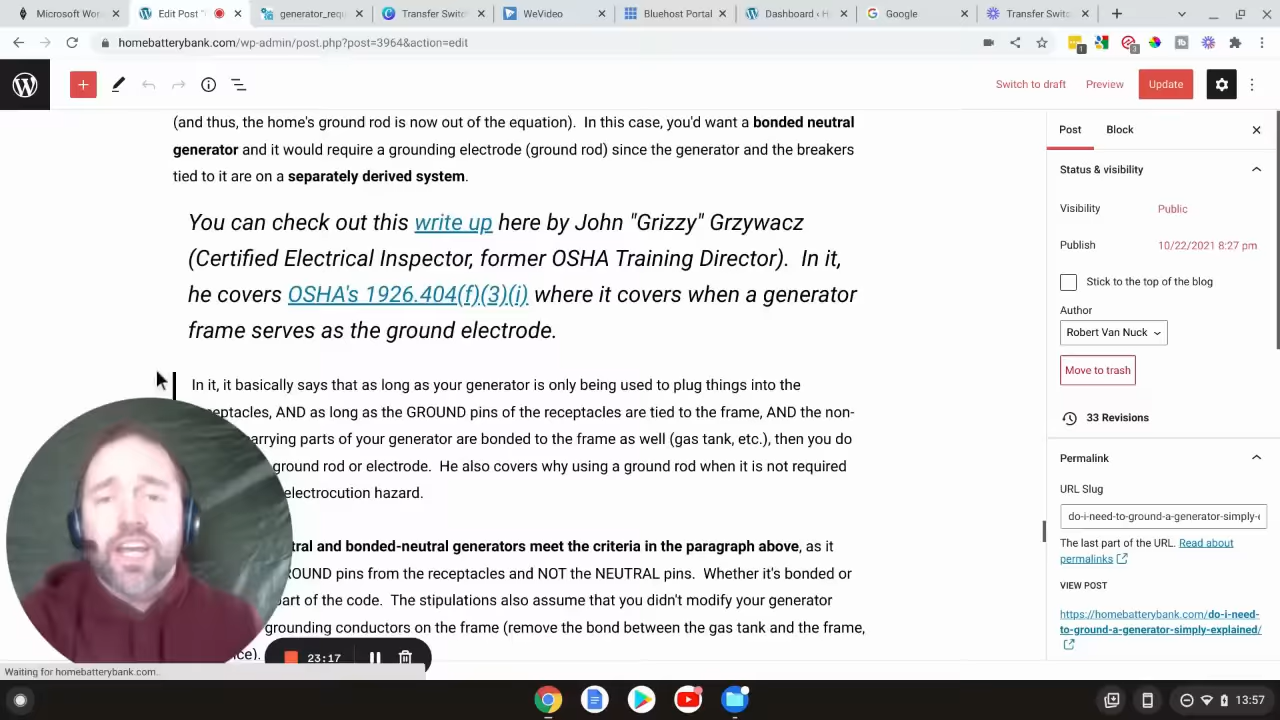 Microsoft Word
Edit Post "
generator_requ
Transfer Switc
WeVideo
Bluehost Portal
Dashboard ‹ H
Google
Transfer Switc
homebatterybank.com/wp-admin/post.php?post=3964&action=edit
1
3
Switch to draft
Preview
Update
(and thus, the home's ground rod is now out of the equation). In this case, you'd want a bonded neutral
generator and it would require a grounding electrode (ground rod) since the generator and the breakers
tied to it are on a separately derived system.
You can check out this write up here by John "Grizzy" Grzywacz
(Certified Electrical Inspector, former OSHA Training Director). In it,
he covers OSHA's 1926.404(f)(3)(i) where it covers when a generator
frame serves as the ground electrode.
In it, it basically says that as long as your generator is only being used to plug things into the
eceptacles, AND as long as the GROUND pins of the receptacles are tied to the frame, AND the non-
arrying parts of your generator are bonded to the frame as well (gas tank, etc.), then you do
ground rod or electrode. He also covers why using a ground rod when it is not required
electrocution hazard.
tral and bonded-neutral generators meet the criteria in the paragraph above, as it
ROUND pins from the receptacles and NOT the NEUTRAL pins. Whether it's bonded or
part of the code. The stipulations also assume that you didn't modify your generator
grounding conductors on the frame (remove the bond between the gas tank and the frame,
ce).
Post
Block
Status & visibility
Visibility
Public
Publish
10/22/2021 8:27 pm
Stick to the top of the blog
Author
Robert Van Nuck
Move to trash
33 Revisions
Permalink
URL Slug
do-i-need-to-ground-a-generator-simply-e
The last part of the URL. Read about
permalinks
VIEW POST
https://homebatterybank.com/do-i-need-
to-ground-a-generator-simply-explained/
23:17
Waiting for homebatterybank.com...
13:57